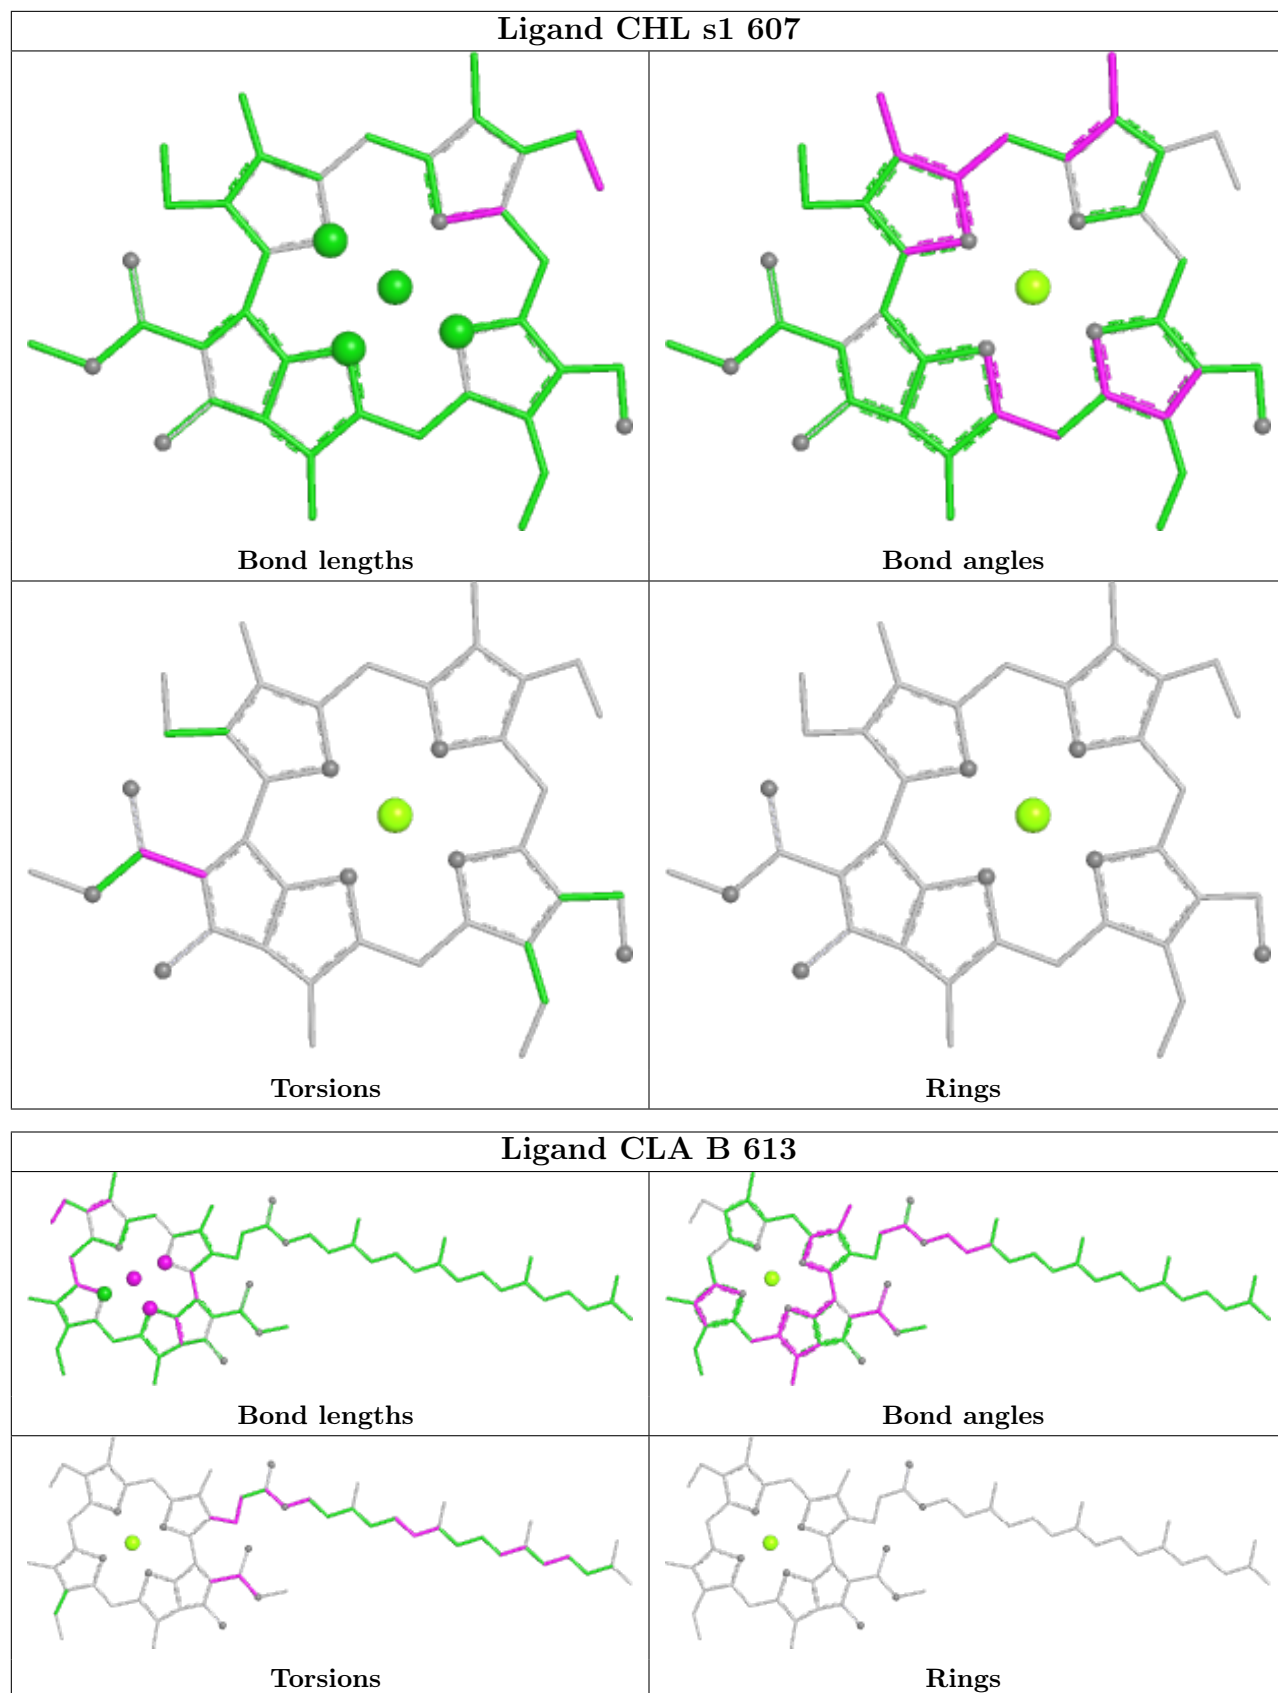 Ligand CHL s1 607
Bond lengths
Bond angles
Torsions
Rings
Ligand CLA B 613
Bond lengths
Bond angles
Torsions
Rings